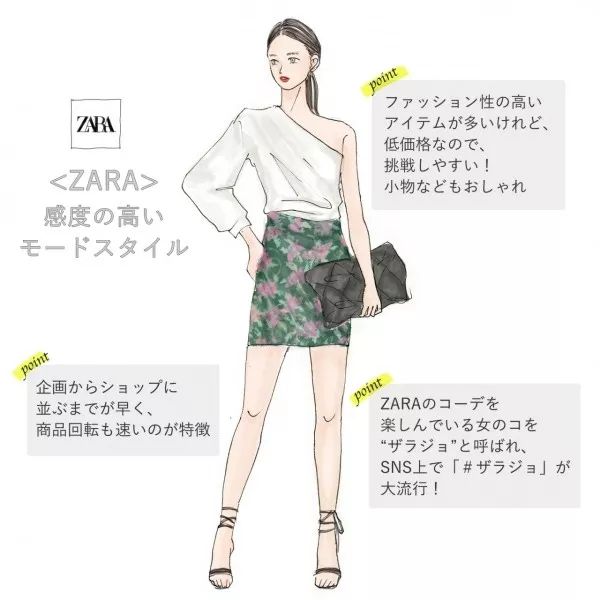 ZARA
<ZARA>
感度の高い
モードスタイル
point
ファッション性の高い
アイテムが多いけれど、
低価格なので、
挑戦しやすい！
小物などもおしゃれ
point
企画からショップに
並ぶまでが早く、
商品回転も速いのが特徴
point
ZARAのコーデを
楽しんでいる女のコを
“ザラジョ”と呼ばれ、
SNS上で「＃ザラジョ」が
大流行！